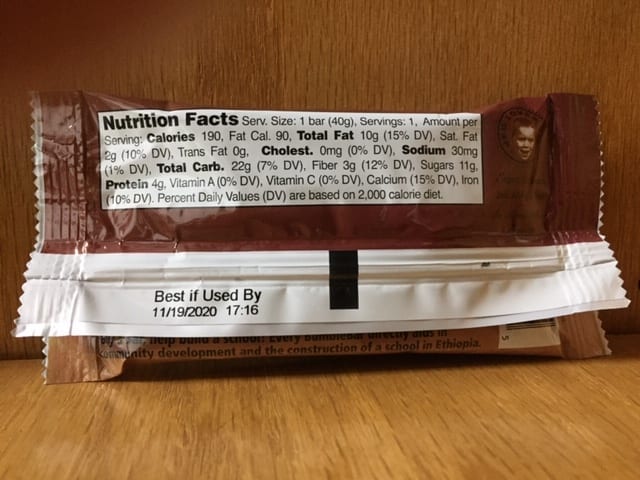 Nutrition Facts Serv. Size: 1 bar (40g), Servings: 1, Amount per
Serving: Calories 190, Fat Cal. 90, Total Fat 10g (15% DV), Sat. Fat
2g (10% DV), Trans Fat 0g, Cholest. 0mg (0% DV), Sodium 30mg
(1% DV), Total Carb. 22g (7% DV), Fiber 3g (12% DV), Sugars 11g,
Protein 4g, Vitamin A (0% DV), Vitamin C (0% DV), Calcium (15% DV), Iron
(10% DV). Percent Daily Values (DV) are based on 2,000 calorie diet.
Best if Used By
11/19/2020 17:16
help build a school! Every Bumblebar directly aids in
community development and the construction of a school in Ethiopia.
5